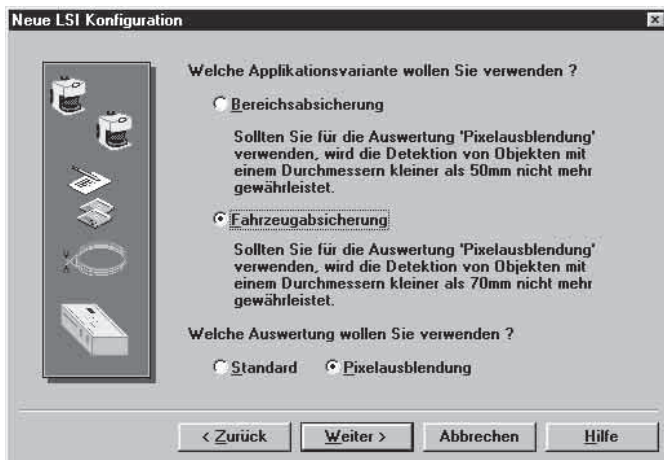 Neue LSI Konfiguration
Welche Applikationsvariante wollen Sie verwenden ?
Bereichsabsicherung
Sollten Sie für die Auswertung 'Pixelausblendung'
verwenden, wird die Detektion von Objekten mit
einem Durchmessern kleiner als 50mm nicht mehr
gewährleistet.
Fahrzeugabsicherung
Sollten Sie für die Auswertung 'Pixelausblendung'
verwenden, wird die Detektion von Objekten mit
einem Durchmessern kleiner als 70mm nicht mehr
gewährleistet.
Welche Auswertung wollen Sie verwenden ?
Standard Pixelausblendung
< Zurück Weiter > Abbrechen Hilfe